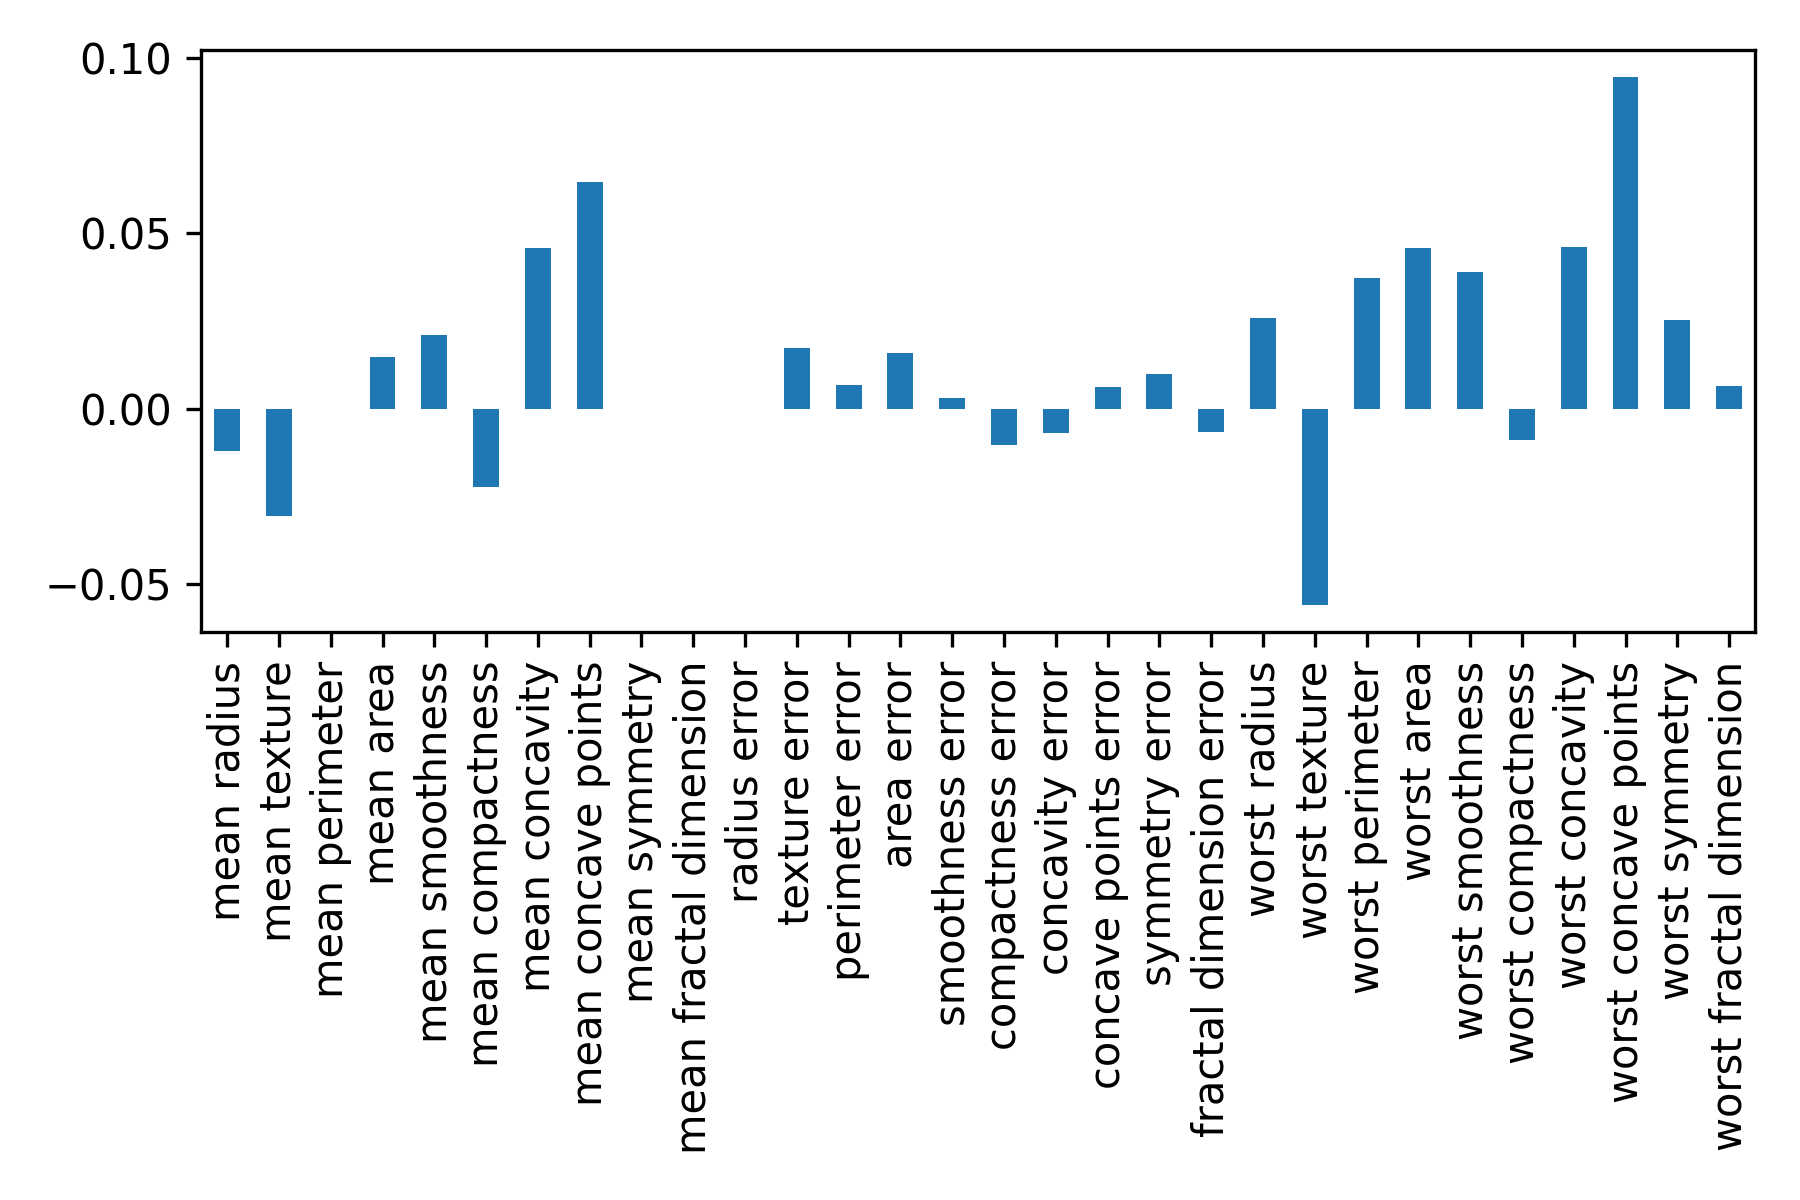 0.10
0.05
0.00
−0.05
mean radius
mean texture
mean perimeter
mean area
mean smoothness
mean compactness
mean concavity
mean concave points
mean symmetry
mean fractal dimension
radius error
texture error
perimeter error
area error
smoothness error
compactness error
concavity error
concave points error
symmetry error
fractal dimension error
worst radius
worst texture
worst perimeter
worst area
worst smoothness
worst compactness
worst concavity
worst concave points
worst symmetry
worst fractal dimension